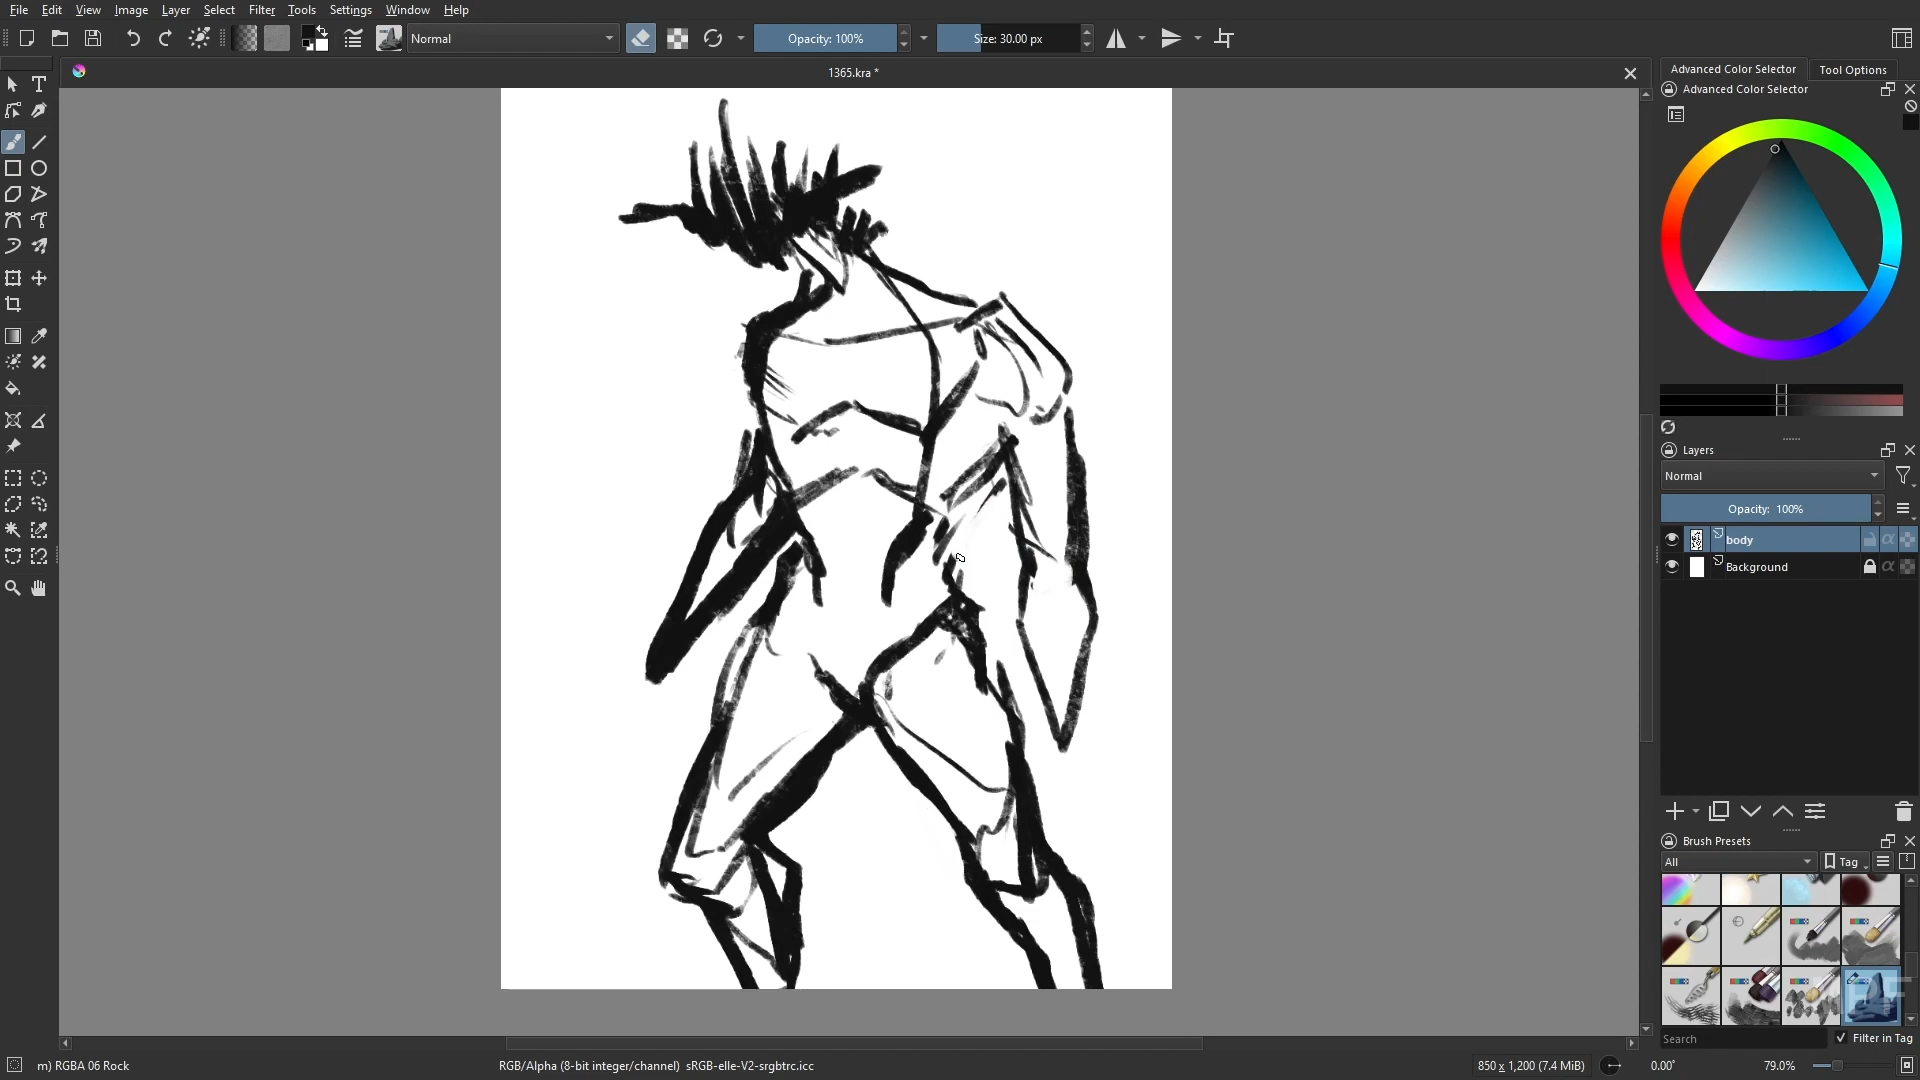 File Edit View Image Layer Select Filter Tools Settings Window Help
Normal Opacity: 100% Size: 30.00 px
1365.kra *
Advanced Color Selector Tool Options
Advanced Color Selector
Layers
Normal
Opacity: 100%
body
Background
Brush Presets
All Tag
Search Filter in Tag
m) RGBA 06 Rock RGB/Alpha (8-bit integer/channel) sRGB-elle-V2-srgbtrc.icc 850 x 1,200 (7.4 MiB) 0.00° 79.0%